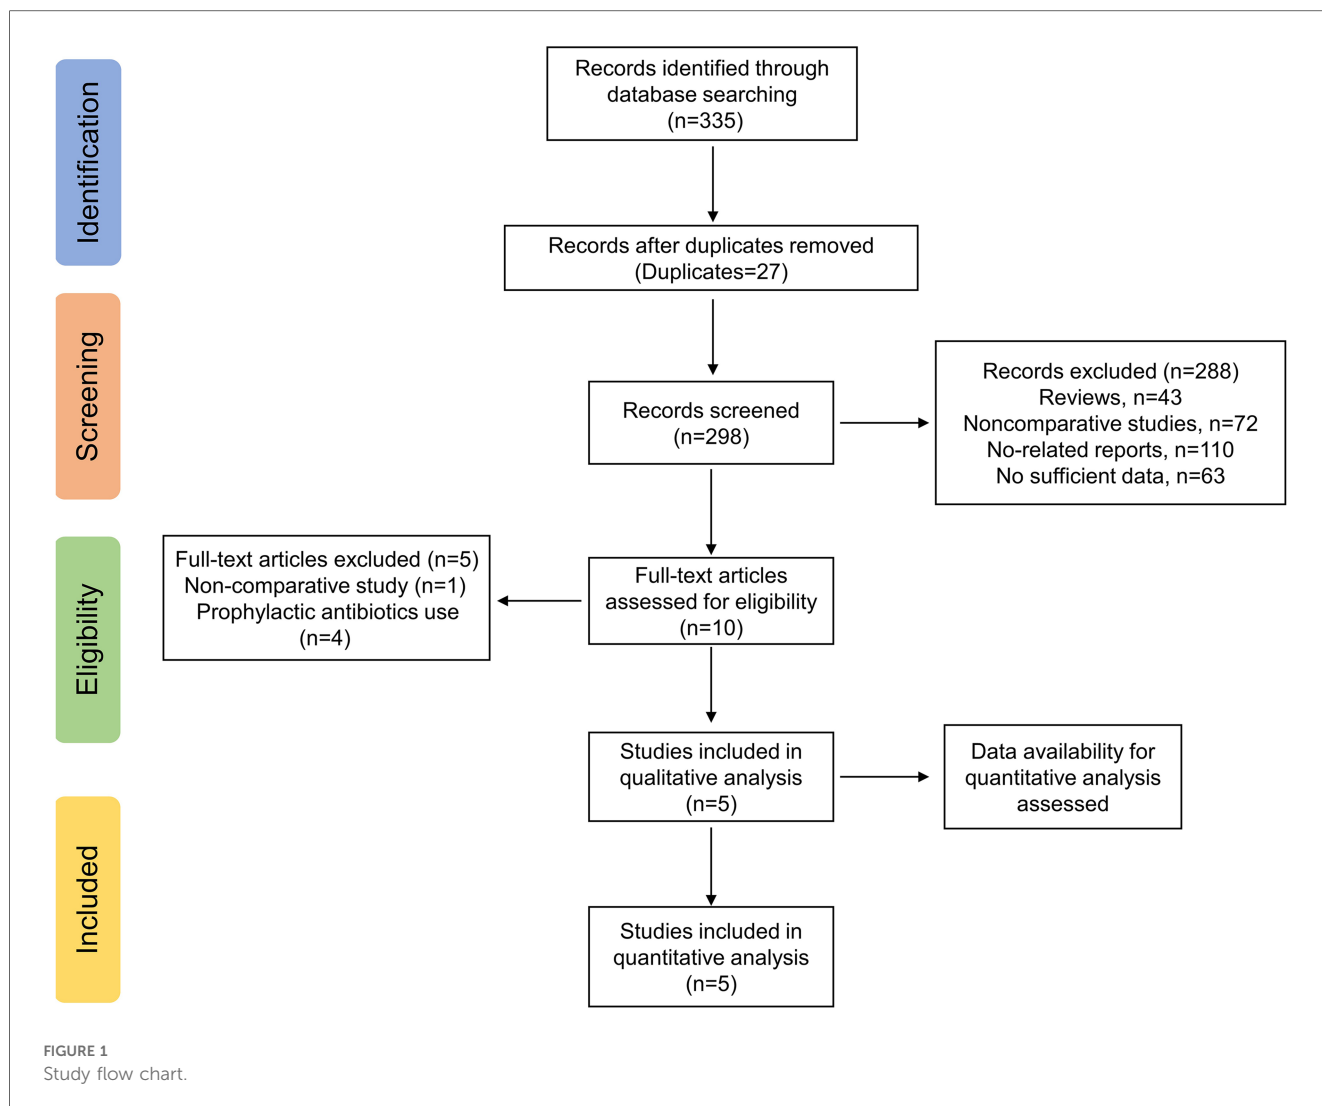 Identification
Records identified through
database searching
(n=335)
Records after duplicates removed
(Duplicates=27)
Screening
Records screened
(n=298)
Records excluded (n=288)
Reviews, n=43
Noncomparative studies, n=72
No-related reports, n=110
No sufficient data, n=63
Eligibility
Full-text articles excluded (n=5)
Non-comparative study (n=1)
Prophylactic antibiotics use
(n=4)
Full-text articles
assessed for eligibility
(n=10)
Studies included in
qualitative analysis
(n=5)
Data availability for
quantitative analysis
assessed
Included
Studies included in
quantitative analysis
(n=5)
FIGURE 1
Study flow chart.